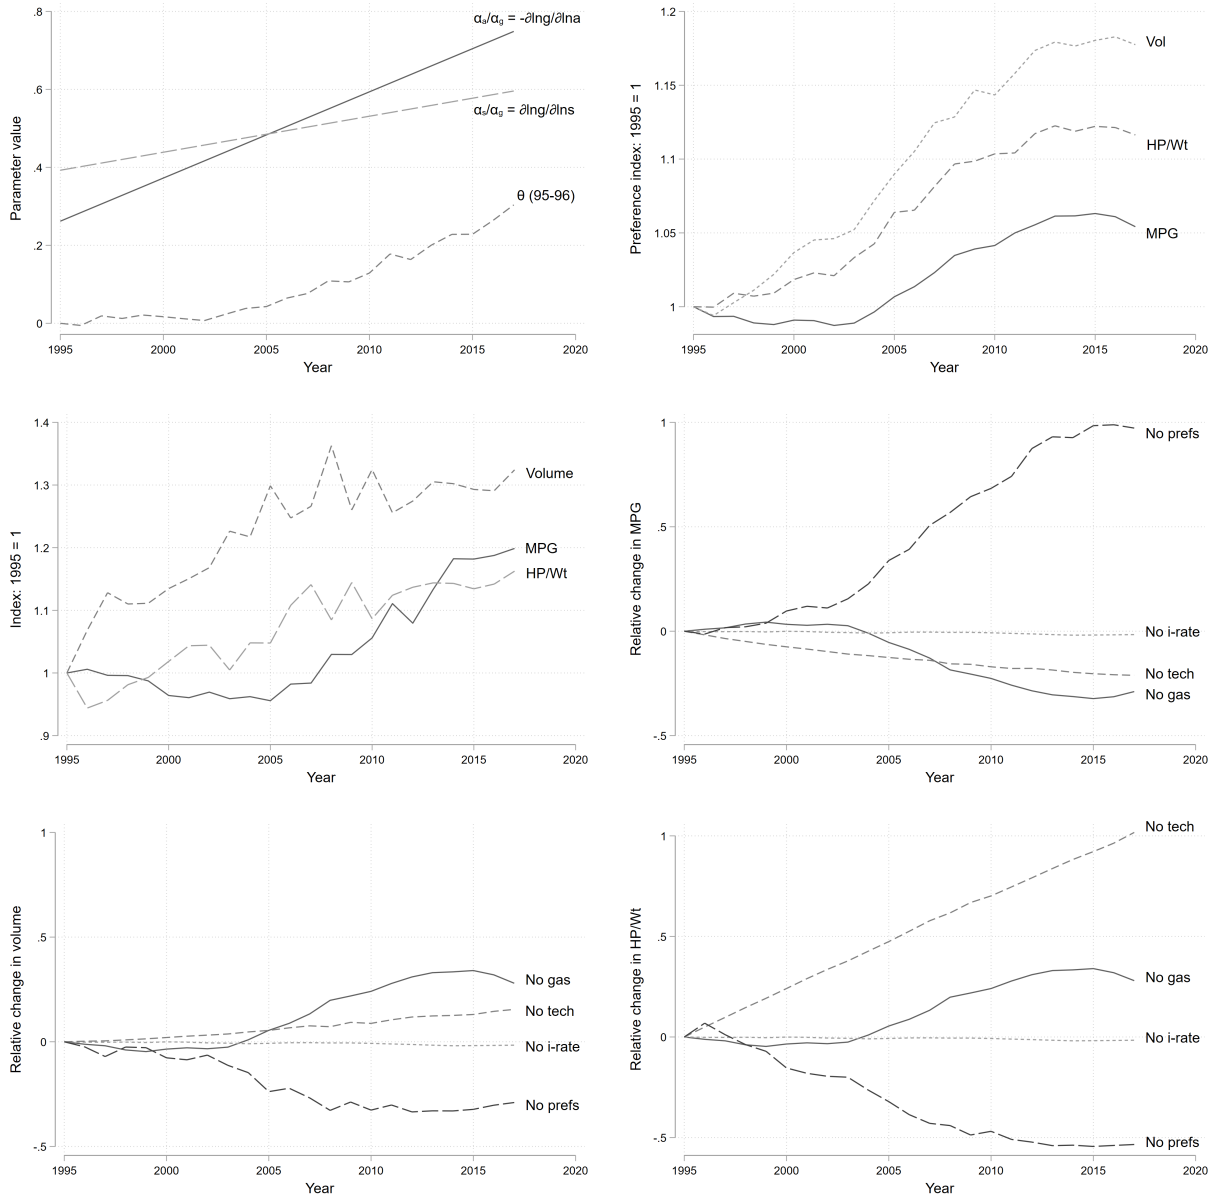 .8
.6
.4
.2
0
Parameter value
αₐ/α_g = -∂lng/∂lna
αₛ/α_g = ∂lng/∂lns
θ (95-96)
1995
2000
2005
2010
2015
2020
Year
1.2
1.15
1.1
1.05
1
Preference index: 1995 = 1
Vol
HP/Wt
MPG
1995
2000
2005
2010
2015
2020
Year
1.4
1.3
1.2
1.1
1
.9
Index: 1995 = 1
Volume
MPG
HP/Wt
1995
2000
2005
2010
2015
2020
Year
1
.5
0
-.5
Relative change in MPG
No prefs
No i-rate
No tech
No gas
1995
2000
2005
2010
2015
2020
Year
1
.5
0
-.5
Relative change in volume
No gas
No tech
No i-rate
No prefs
1995
2000
2005
2010
2015
2020
Year
1
.5
0
-.5
Relative change in HP/Wt
No tech
No gas
No i-rate
No prefs
1995
2000
2005
2010
2015
2020
Year